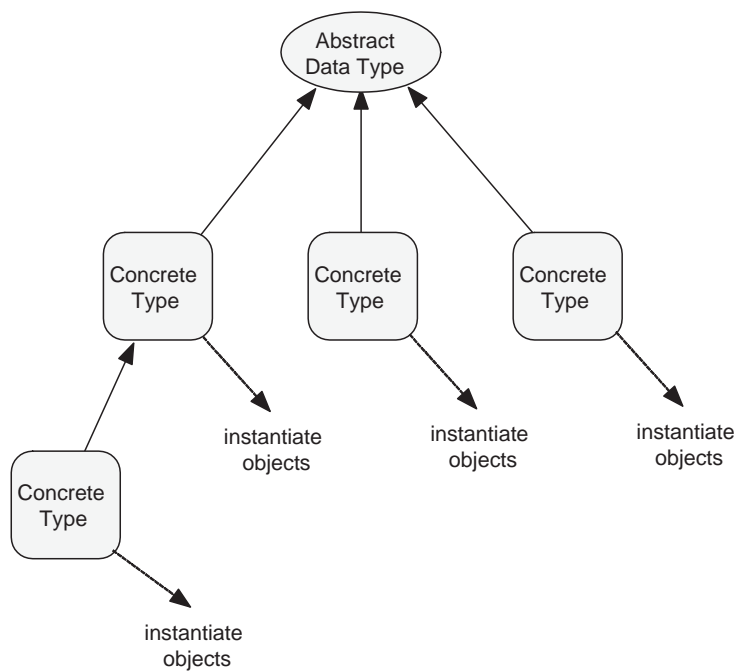 Abstract
Data Type
Concrete
Type
Concrete
Type
Concrete
Type
instantiate
objects
instantiate
objects
instantiate
objects
Concrete
Type
instantiate
objects